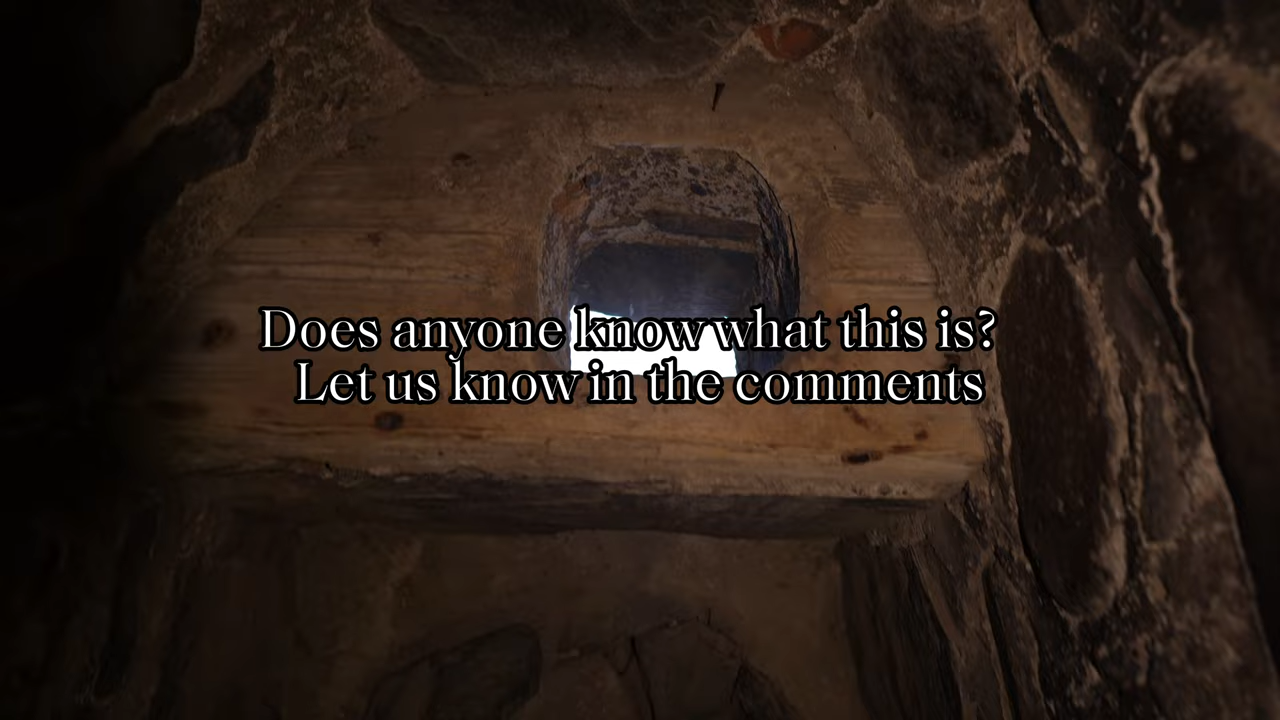 Does anyone know what this is?
Let us know in the comments